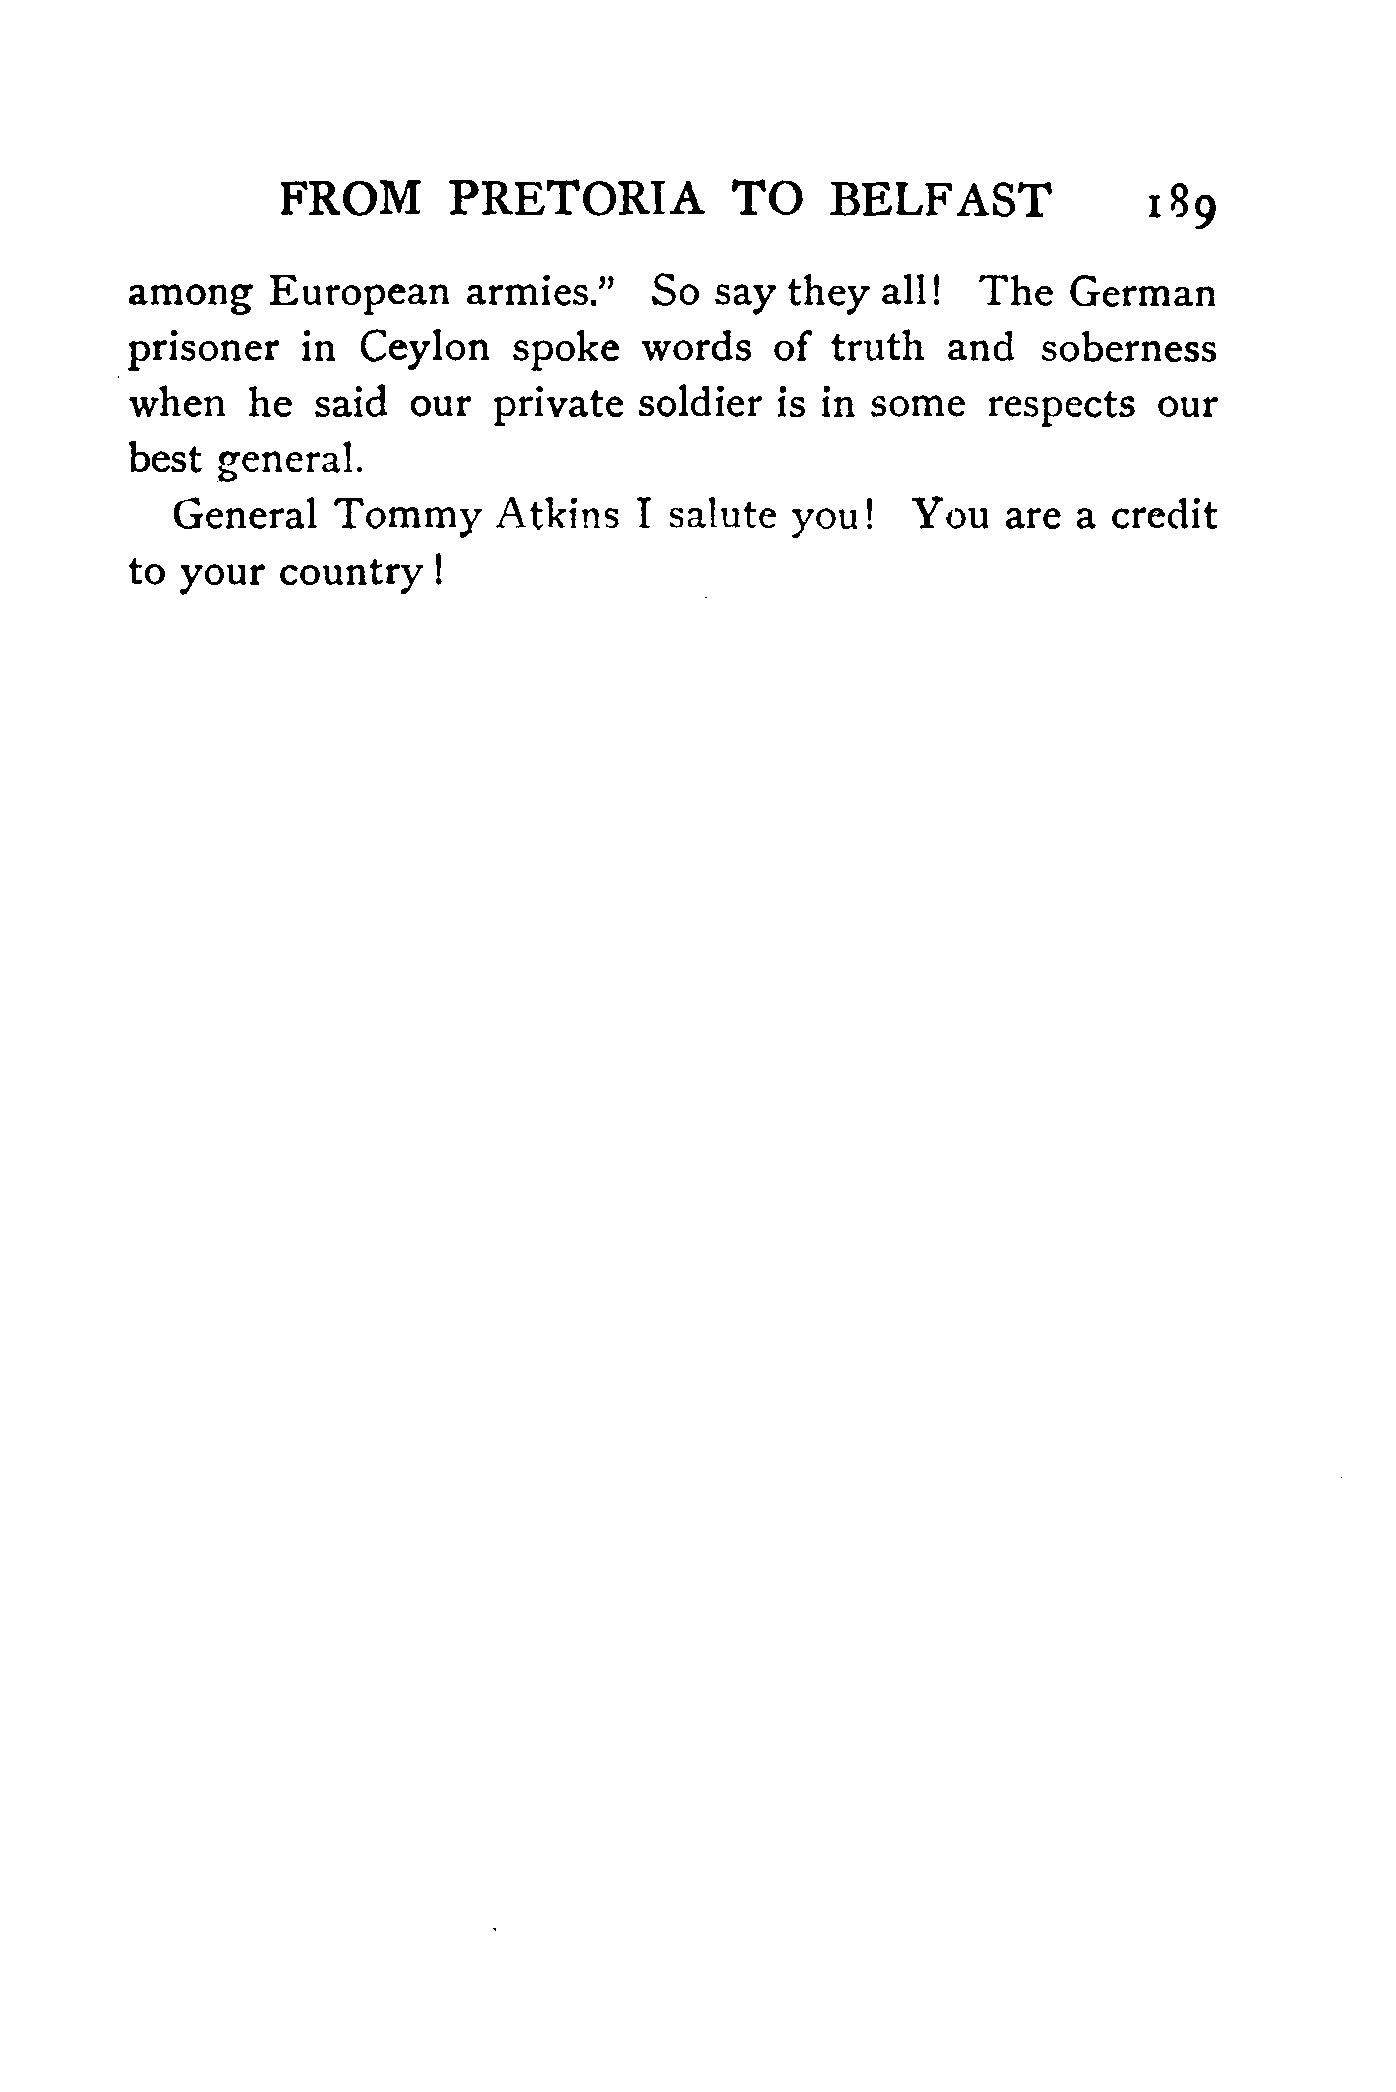 FROM PRETORIA TO BELFAST 189
among European armies." So say they all! The German
prisoner in Ceylon spoke words of truth and soberness
when he said our private soldier is in some respects our
best general.
General Tommy Atkins I salute you! You are a credit
to your country!